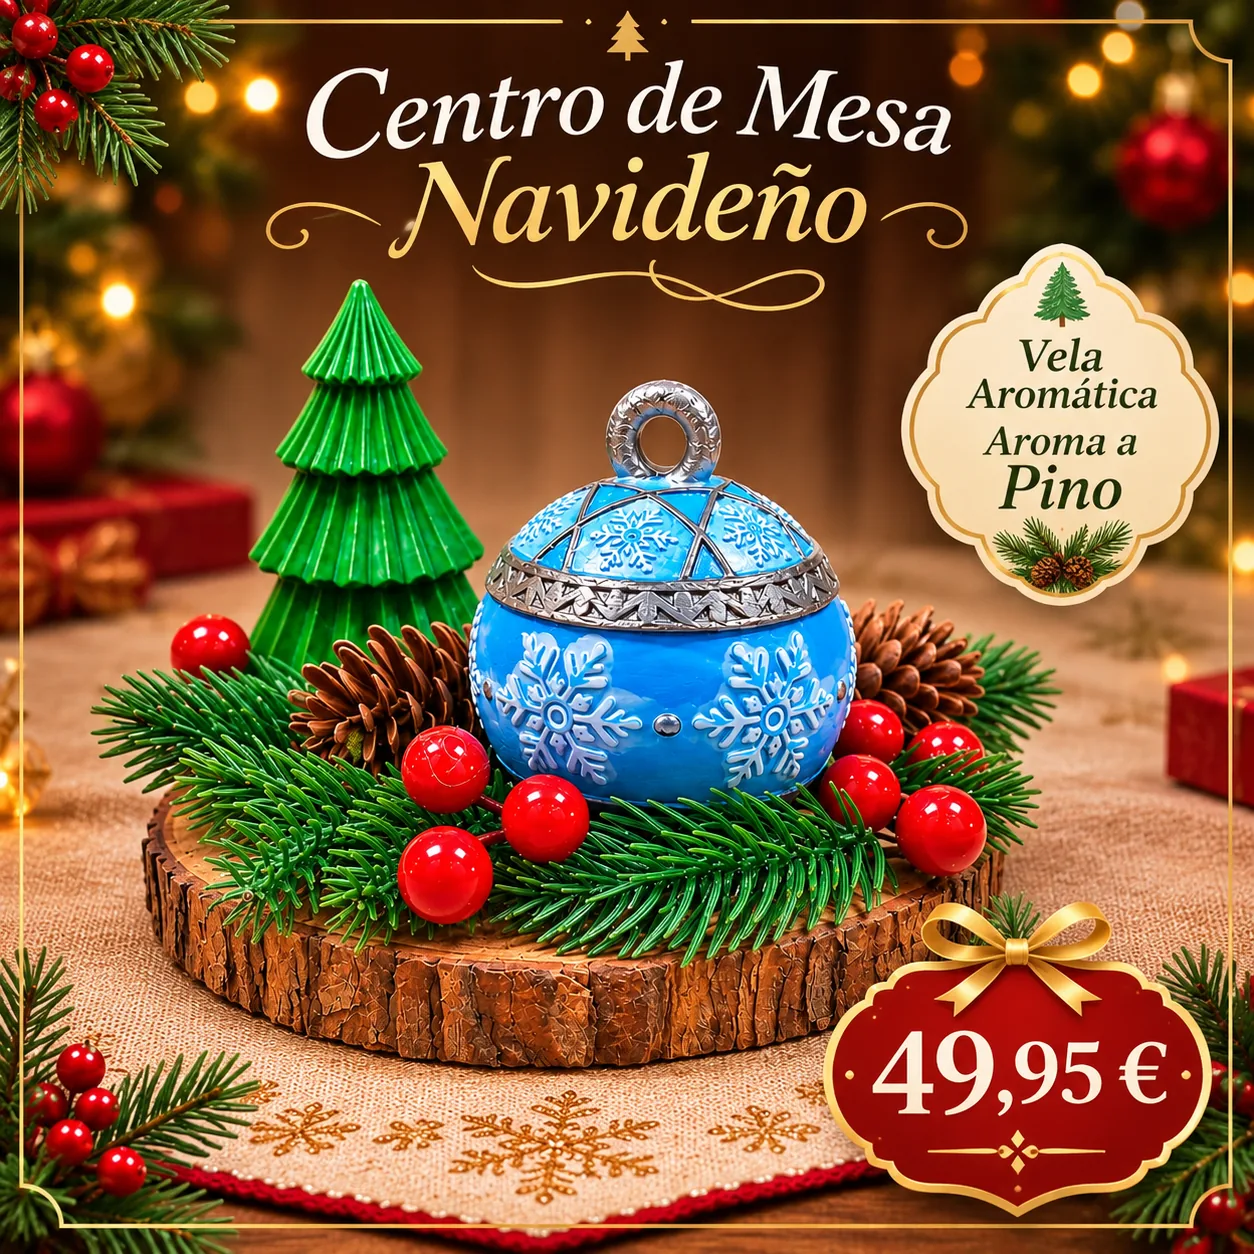 Centro de Mesa
Navideño
Vela
Aromática
Aroma a
Pino
49,95 €